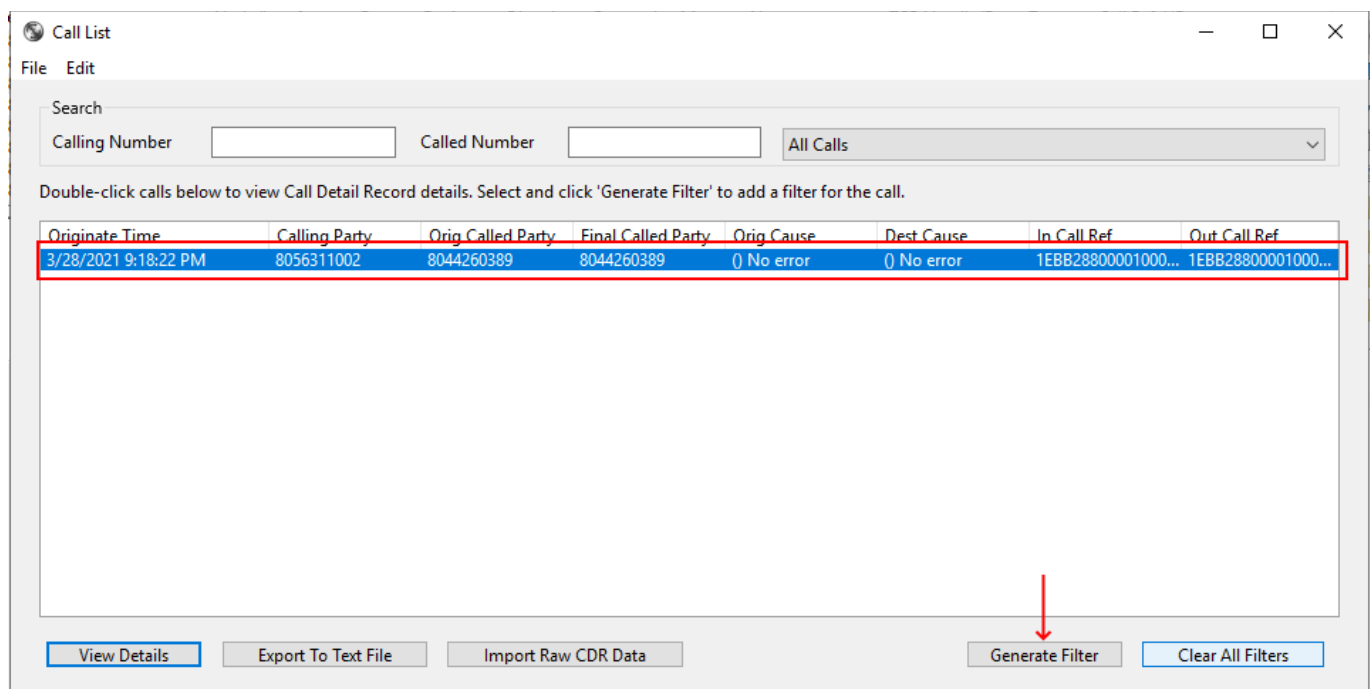 Call List
File Edit
Search
Calling Number Called Number All Calls
Double-click calls below to view Call Detail Record details. Select and click 'Generate Filter' to add a filter for the call.
Originate Time Calling Party Orig Called Party Final Called Party Orig Cause Dest Cause In Call Ref Out Call Ref
3/28/2021 9:18:22 PM 8056311002 8044260389 8044260389 () No error () No error 1EBB28800001000... 1EBB28800001000...
View Details Export To Text File Import Raw CDR Data Generate Filter Clear All Filters